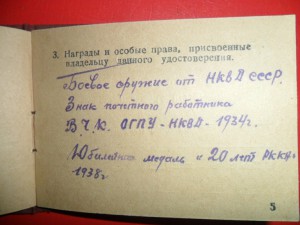 3. Награды и особые права, присвоенные
владельцу данного удостоверения.
"Боевое оружие от НКВД СССР.
Знак почетного работника
В.Ч.К. ОГПУ-НКВД - 1934г.
Юбилейная медаль "20 лет РККА"
1938г.
5